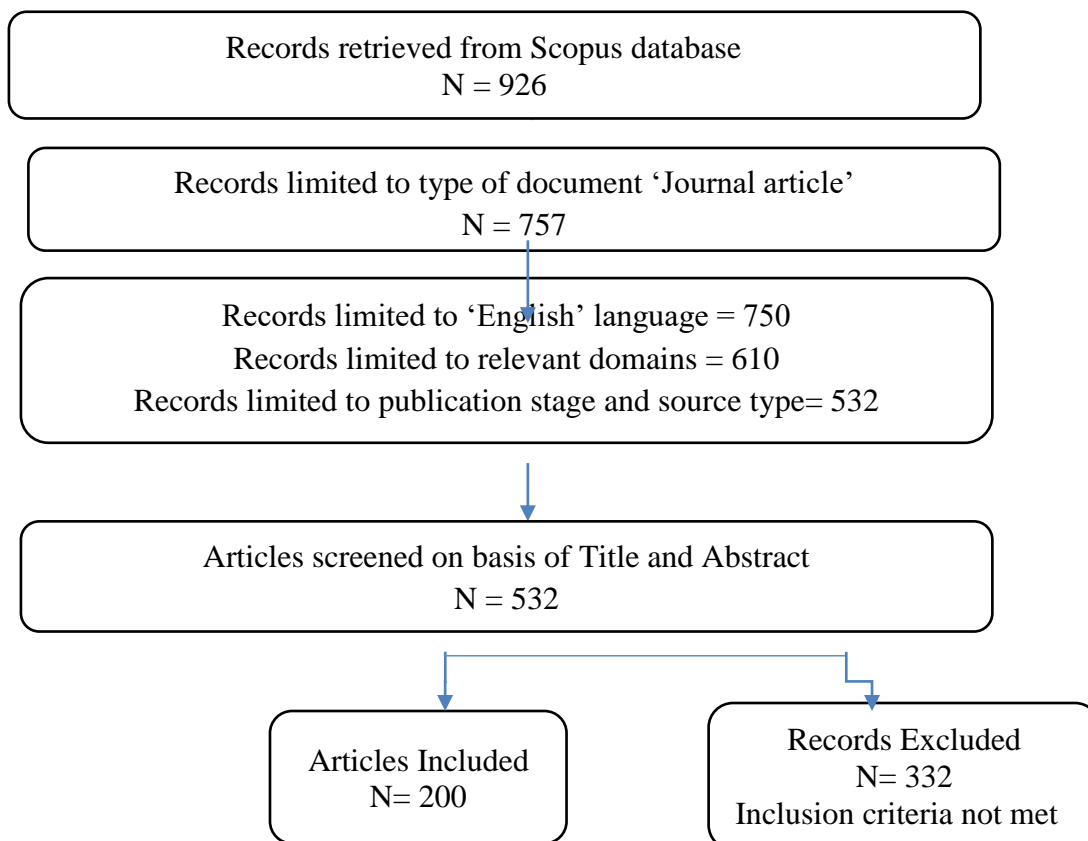 Records retrieved from Scopus database
N = 926
Records limited to type of document ‘Journal article’
N = 757
Records limited to ‘English’ language = 750
Records limited to relevant domains = 610
Records limited to publication stage and source type= 532
Articles screened on basis of Title and Abstract
N = 532
Articles Included
N= 200
Records Excluded
N= 332
Inclusion criteria not met